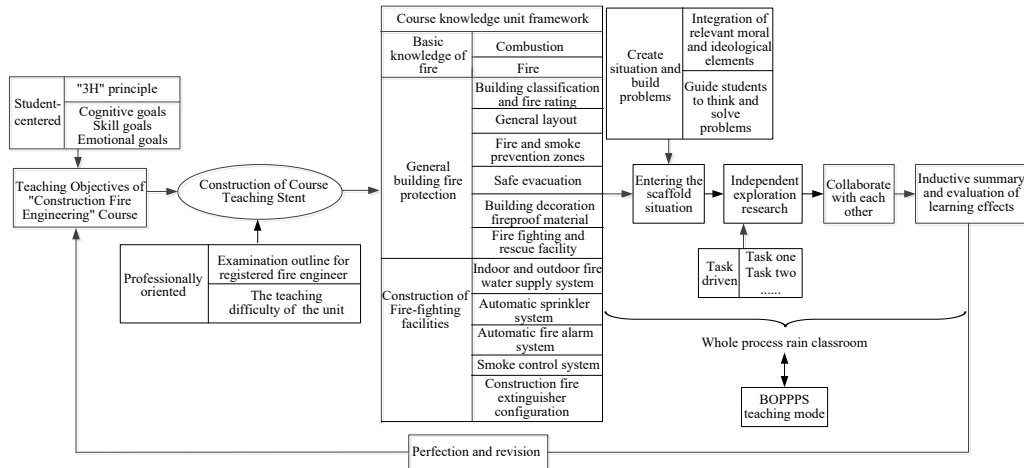 Student-
centered
"3H" principle
Cognitive goals
Skill goals
Emotional goals
Teaching Objectives of
"Construction Fire
Engineering" Course
Construction of Course
Teaching Stent
Professionally
oriented
Examination outline for
registered fire engineer
The teaching
difficulty of the unit
Course knowledge unit framework
Basic
knowledge of
fire
Combustion
Fire
General
building fire
protection
Building classification
and fire rating
General layout
Fire and smoke
prevention zones
Safe evacuation
Building decoration
fireproof material
Fire fighting and
rescue facility
Construction of
Fire-fighting
facilities
Indoor and outdoor fire
water supply system
Automatic sprinkler
system
Automatic fire alarm
system
Smoke control system
Construction fire
extinguisher
configuration
Create
situation and
build
problems
Integration of
relevant moral
and ideological
elements
Guide students
to think and
solve
problems
Entering the
scaffold
situation
Independent
exploration
research
Collaborate
with each
other
Inductive summary
and evaluation of
learning effects
Task
driven
Task one
Task two
......
Whole process rain classroom
BOPPPS
teaching mode
Perfection and revision